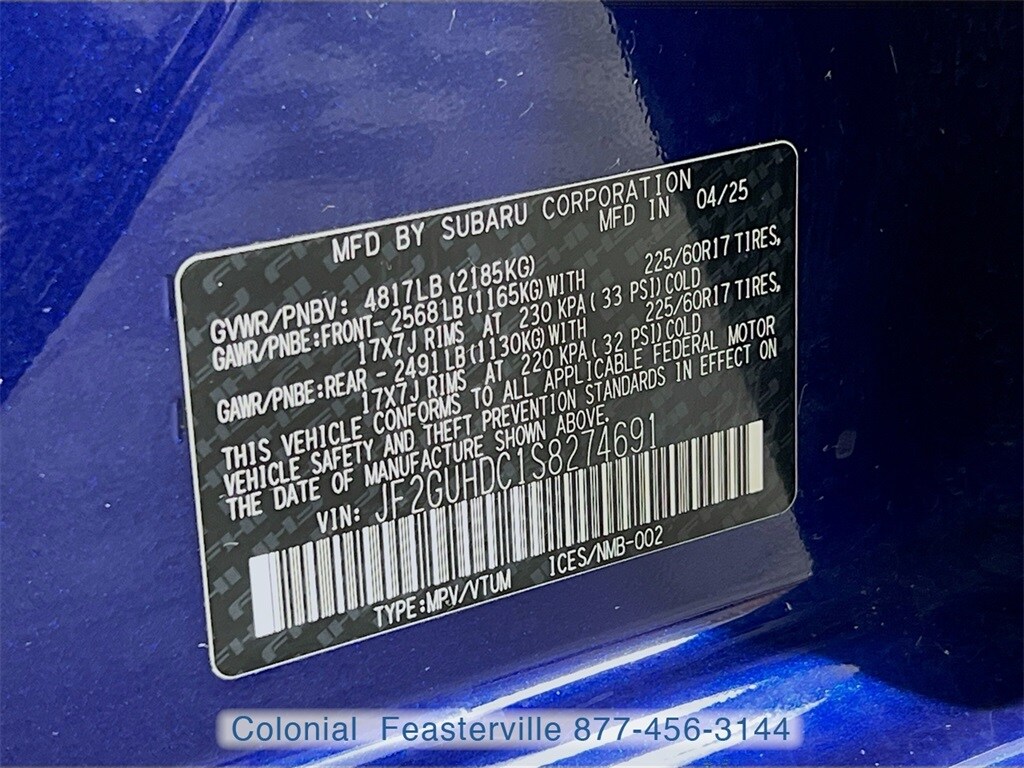 MFD BY SUBARU CORPORATION
MFD IN 04/25
GVWR/PNBV: 4817LB (2185KG)
GAWR/PNBE:FRONT- 2568LB (1165KG) WITH 225/60R17 TIRES,
17X7J RIMS AT 230 KPA ( 33 PSI) COLD
GAWR/PNBE:REAR - 2491LB (1130KG) WITH 225/60R17 TIRES,
17X7J RIMS AT 220 KPA ( 32 PSI) COLD
THIS VEHICLE CONFORMS TO ALL APPLICABLE FEDERAL MOTOR
VEHICLE SAFETY AND THEFT PREVENTION STANDARDS IN EFFECT ON
THE DATE OF MANUFACTURE SHOWN ABOVE.
VIN: JF2GUHDC1S8274691
TYPE:MPV/VTUM ICES/NMB-002
Colonial Feasterville 877-456-3144